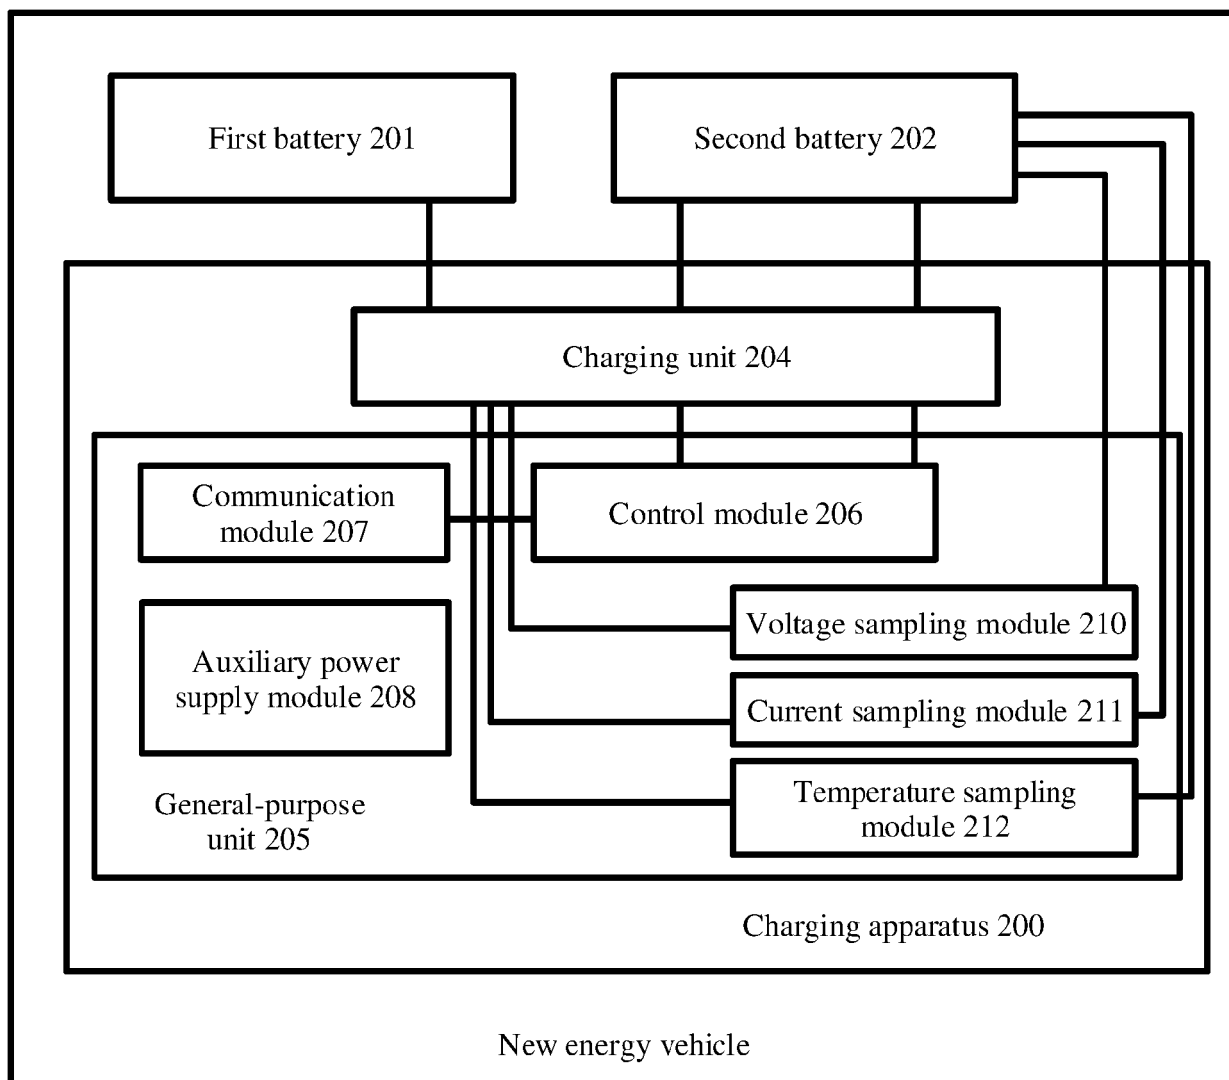 First battery 201
Second battery 202
Charging unit 204
Communication
module 207
Control module 206
Voltage sampling module 210
Auxiliary power
supply module 208
Current sampling module 211
Temperature sampling
module 212
General-purpose
unit 205
Charging apparatus 200
New energy vehicle